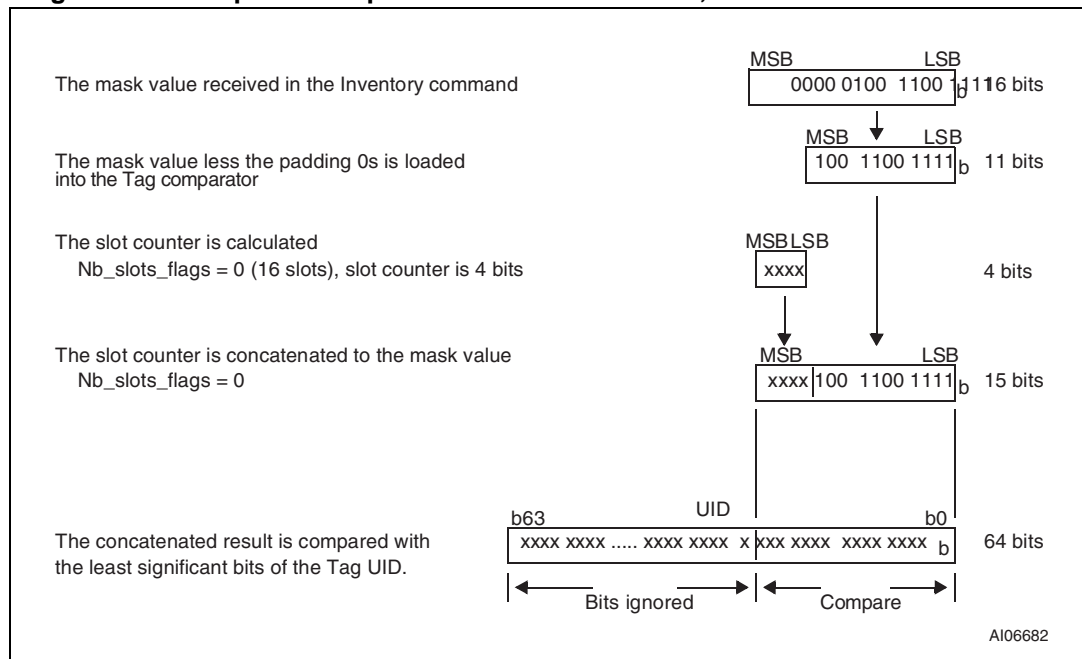 MSB LSB
The mask value received in the Inventory command 0000 0100 1100 1111 b 16 bits
MSB LSB
The mask value less the padding 0s is loaded
into the Tag comparator
100 1100 1111 b 11 bits
The slot counter is calculated
MSB LSB
Nb_slots_flags = 0 (16 slots), slot counter is 4 bits xxxx 4 bits
The slot counter is concatenated to the mask value
MSB LSB
Nb_slots_flags = 0 xxxx 100 1100 1111 b 15 bits
UID
b63 b0
The concatenated result is compared with
the least significant bits of the Tag UID.
xxxx xxxx ..... xxxx xxxx x xxx xxxx xxxx xxxx b 64 bits
Bits ignored Compare
AI06682